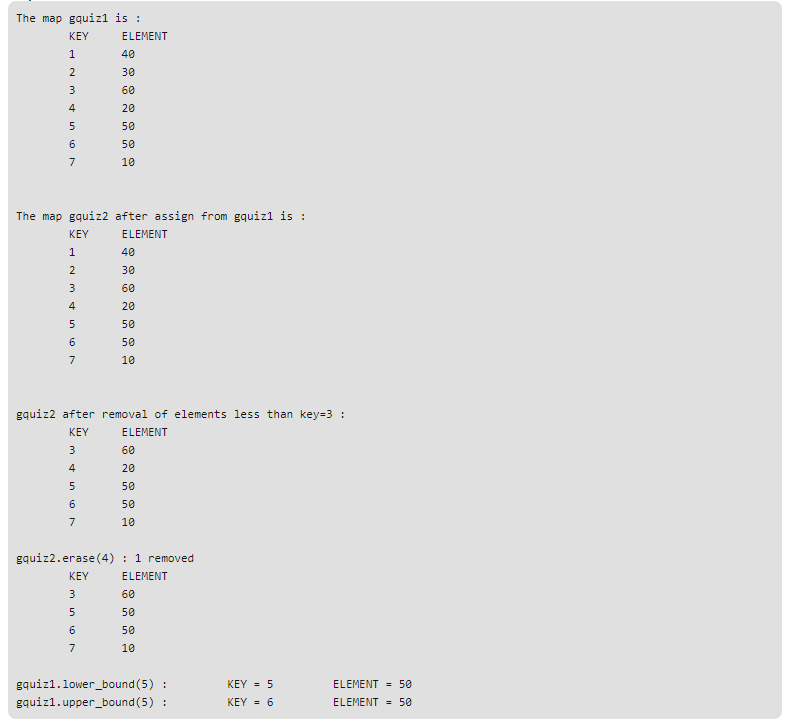 The map gquiz1 is :
KEY ELEMENT
1 40
2 30
3 60
4 20
5 50
6 50
7 10
The map gquiz2 after assign from gquiz1 is :
KEY ELEMENT
1 40
2 30
3 60
4 20
5 50
6 50
7 10
gquiz2 after removal of elements less than key=3 :
KEY ELEMENT
3 60
4 20
5 50
6 50
7 10
gquiz2.erase(4) : 1 removed
KEY ELEMENT
3 60
5 50
6 50
7 10
gquiz1.lower_bound(5) : KEY = 5 ELEMENT = 50
gquiz1.upper_bound(5) : KEY = 6 ELEMENT = 50